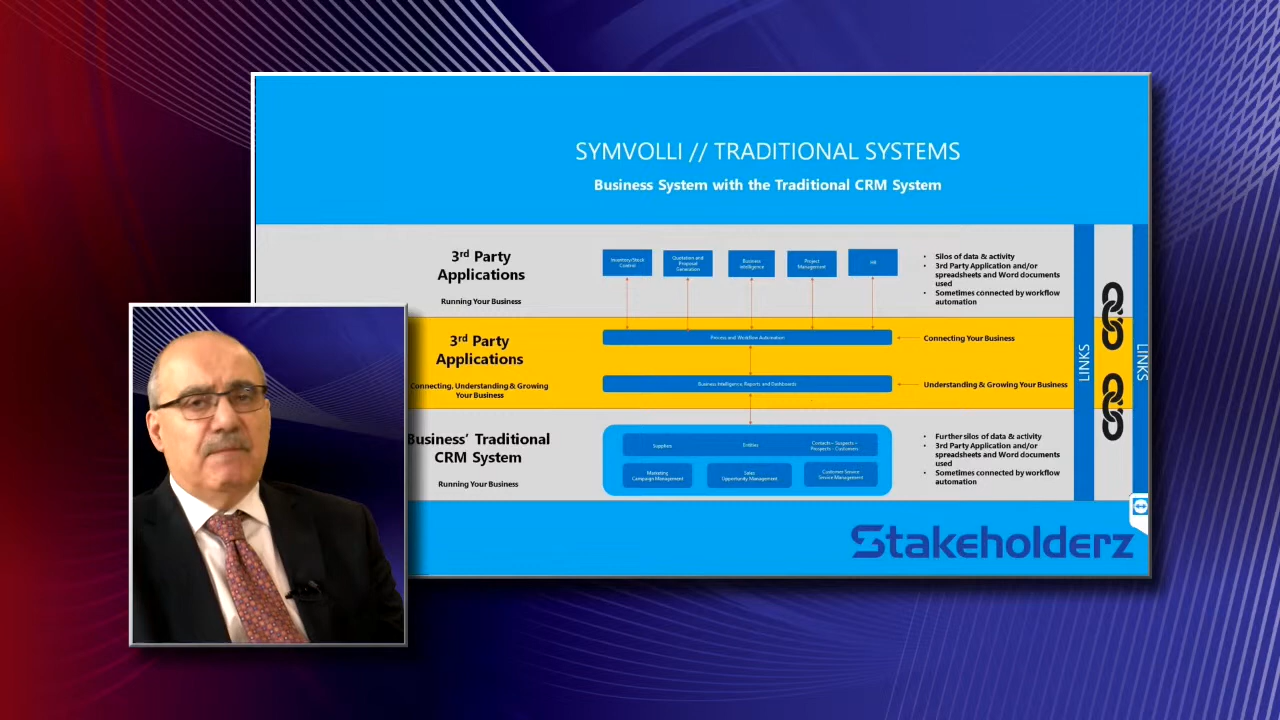 SYMVOLLI // TRADITIONAL SYSTEMS
Business System with the Traditional CRM System
3rd Party
Applications
Running Your Business
Inventory/Stock
Control
Quotation and
Proposal
Generation
Business
Intelligence
Project
Management
HR
• Silos of data & activity
• 3rd Party Application and/or
spreadsheets and Word documents
used
• Sometimes connected by workflow
automation
3rd Party
Applications
Connecting, Understanding & Growing
Your Business
Process and Workflow Automation
Business Intelligence, Reports and Dashboards
Connecting Your Business
Understanding & Growing Your Business
Business' Traditional
CRM System
Running Your Business
Suppliers
Entities
Contacts – Suspects –
Prospects - Customers
Marketing
Campaign Management
Sales
Opportunity Management
Customer Service
Service Management
• Further silos of data & activity
• 3rd Party Application and/or
spreadsheets and Word documents
used
• Sometimes connected by workflow
automation
LINKS
LINKS
Stakeholderz